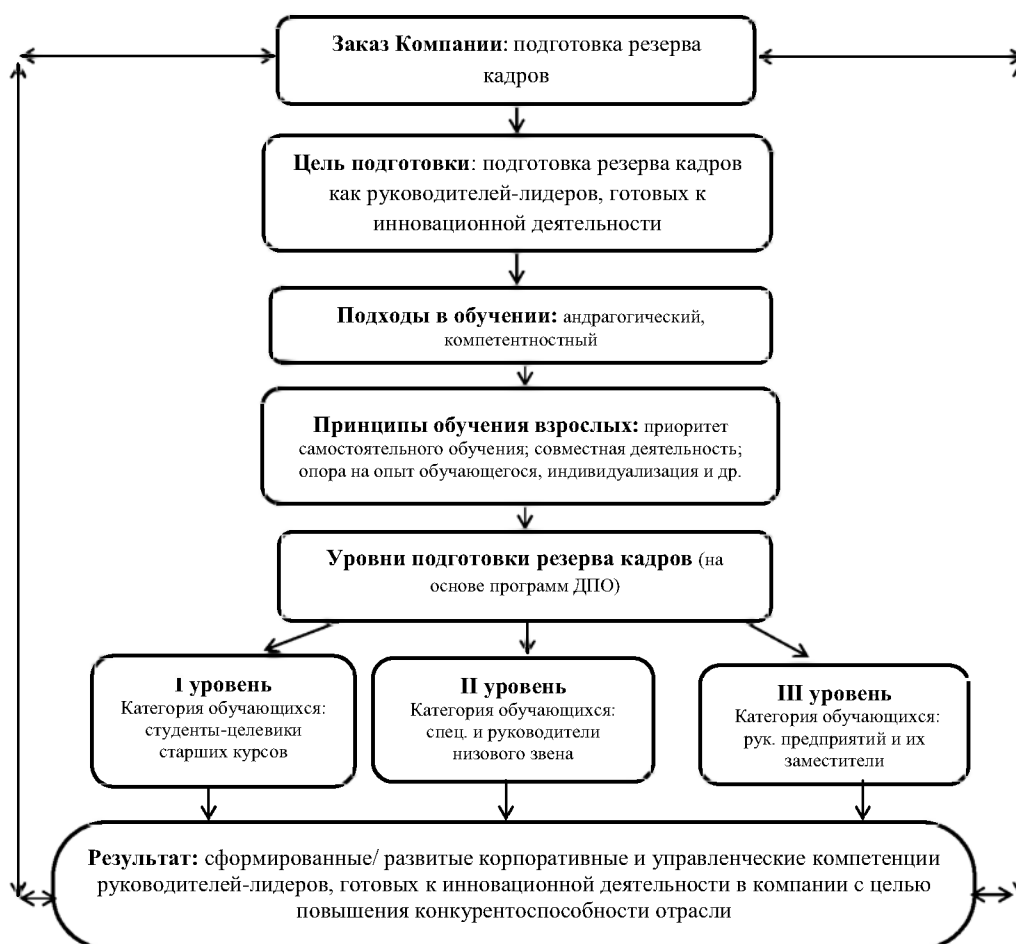 Заказ Компании: подготовка резерва
кадров
Цель подготовки: подготовка резерва кадров
как руководителей-лидеров, готовых к
инновационной деятельности
Подходы в обучении: андрагогический,
компетентностный
Принципы обучения взрослых: приоритет
самостоятельного обучения; совместная деятельность;
опора на опыт обучающегося, индивидуализация и др.
Уровни подготовки резерва кадров (на
основе программ ДПО)
I уровень
Категория обучающихся:
студенты-целевики
старших курсов
II уровень
Категория обучающихся:
спец. и руководители
низового звена
III уровень
Категория обучающихся:
рук. предприятий и их
заместители
Результат: сформированные/ развитые корпоративные и управленческие компетенции
руководителей-лидеров, готовых к инновационной деятельности в компании с целью
повышения конкурентоспособности отрасли